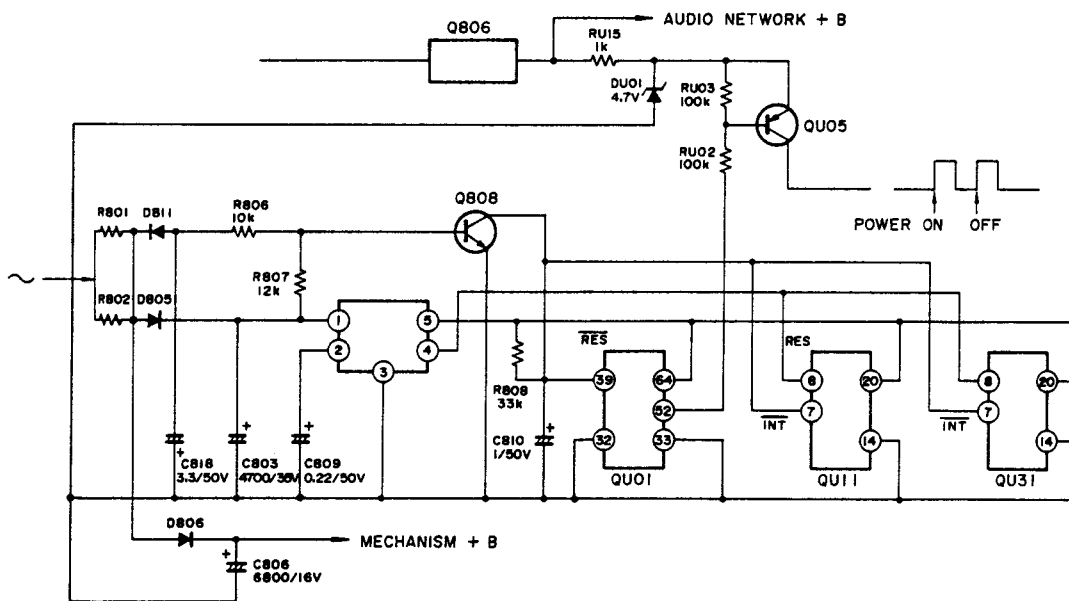 AUDIO NETWORK + B
Q806
RU15
1k
DU01
4.7V
RU03
100k
QU05
RU02
100k
POWER ON
OFF
Q808
R801
D811
R806
10k
R807
12k
R802
D805
1
5
2
4
3
R808
33k
RES
39
64
52
32
33
QU01
RES
6
20
7
INT
14
QU11
8
20
7
INT
14
QU31
+
C818
3.3/50V
+
C803
4700/35V
+
C809
0.22/50V
+
C810
1/50V
D806
MECHANISM + B
+
C806
6800/16V